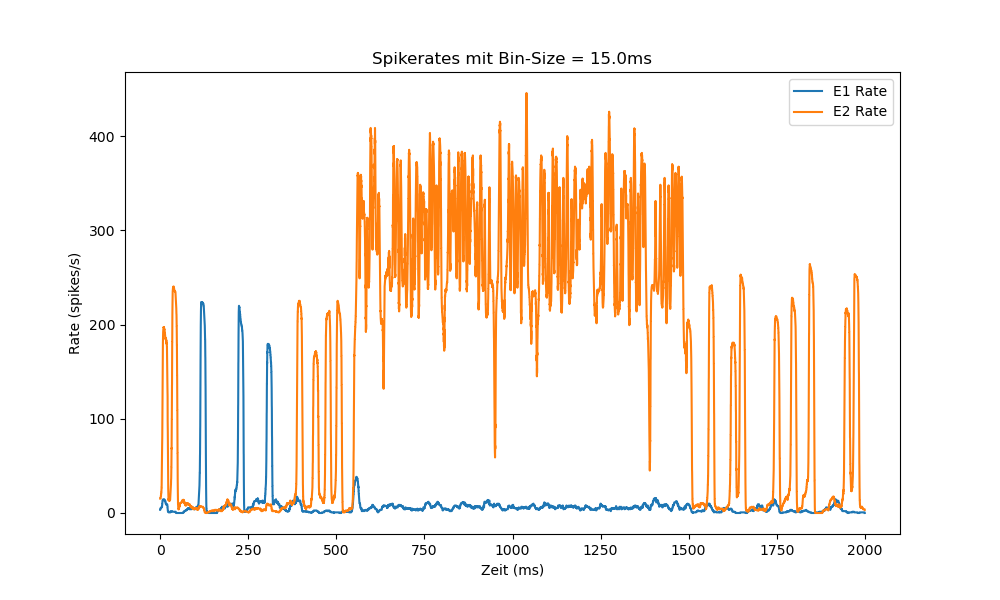 Spikerates mit Bin-Size = 15.0ms
E1 Rate
E2 Rate
Rate (spikes/s)
400
300
200
100
0
0 250 500 750 1000 1250 1500 1750 2000
Zeit (ms)